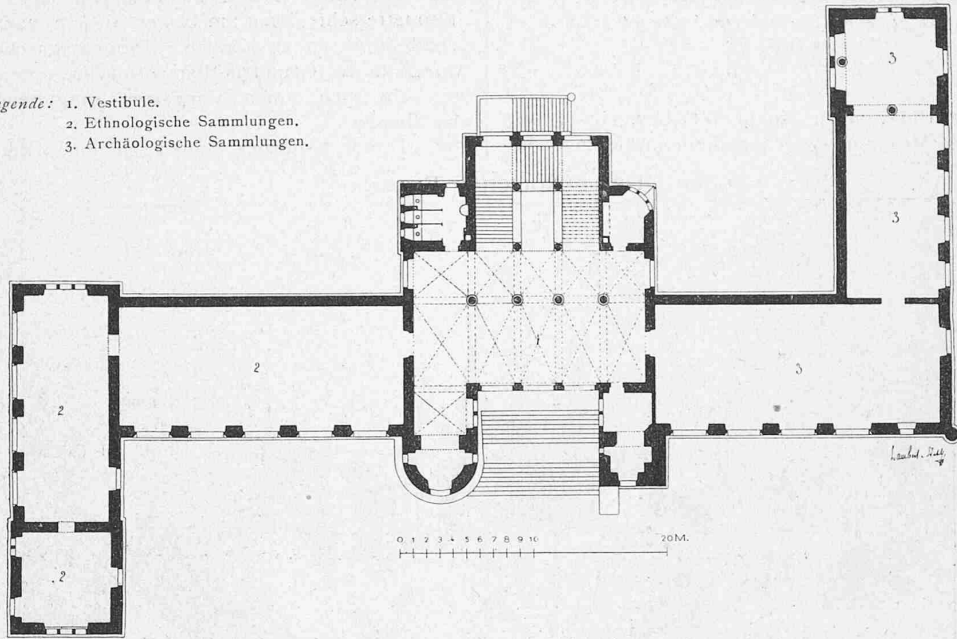 gende: 1. Vestibule.
2. Ethnologische Sammlungen.
3. Archäologische Sammlungen.
3
3
2
1
3
2
2
0 1 2 3 4 5 6 7 8 9 10 20 M.